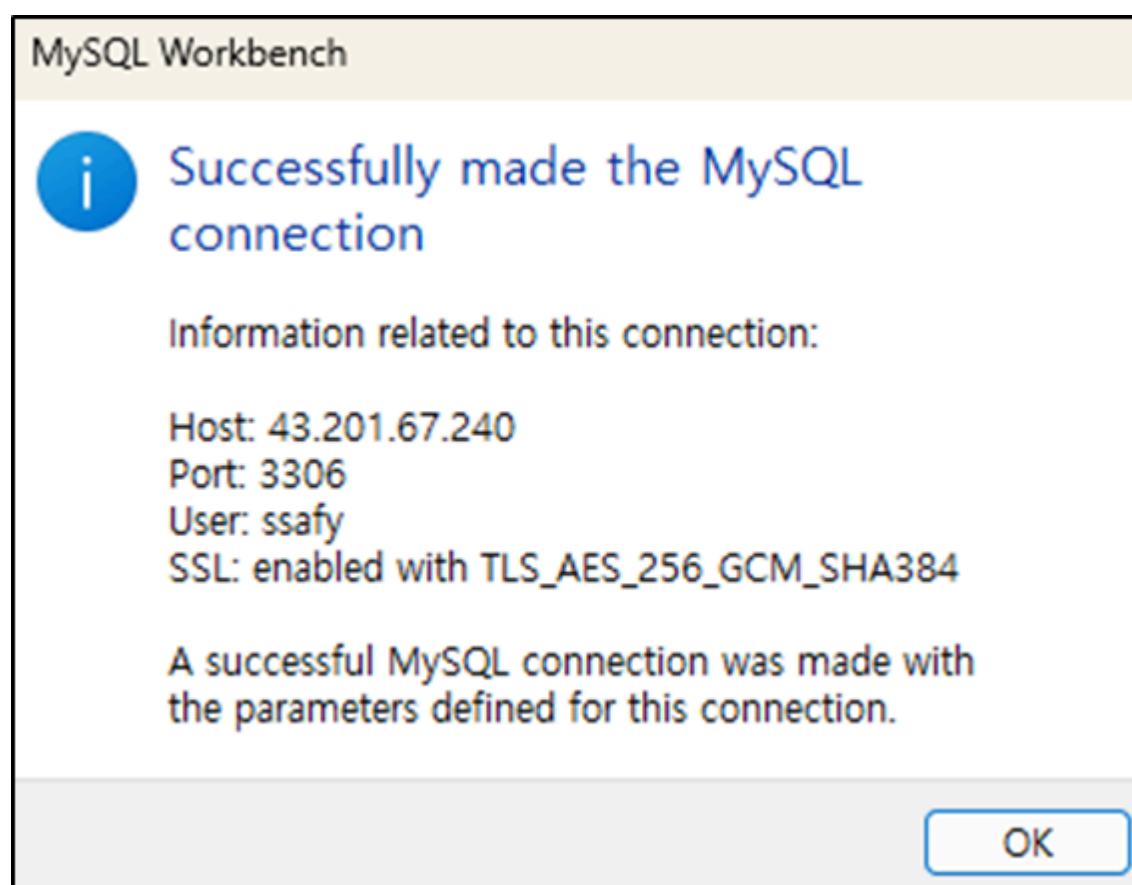 MySQL Workbench
i
Successfully made the MySQL
connection
Information related to this connection:
Host: 43.201.67.240
Port: 3306
User: ssafy
SSL: enabled with TLS_AES_256_GCM_SHA384
A successful MySQL connection was made with
the parameters defined for this connection.
OK